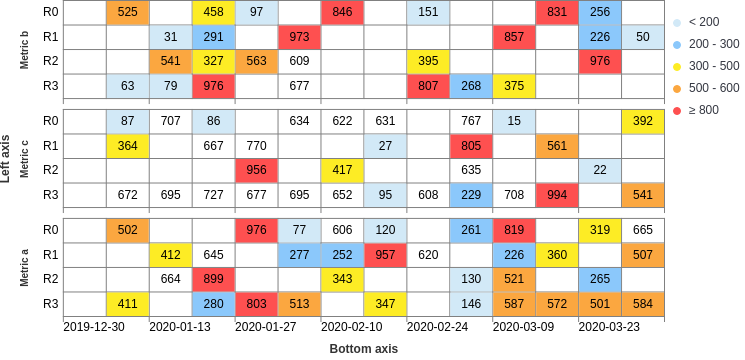 R0 525 458 97 846 151 831 256
R1 31 291 973 857 226 50
R2 541 327 563 609 395 976
R3 63 79 976 677 807 268 375
Metric b
< 200
200 - 300
300 - 500
500 - 600
≥ 800
R0 87 707 86 634 622 631 767 15 392
R1 364 667 770 27 805 561
R2 956 417 635 22
R3 672 695 727 677 695 652 95 608 229 708 994 541
Metric c
Left axis
R0 502 976 77 606 120 261 819 319 665
R1 412 645 277 252 957 620 226 360 507
R2 664 899 343 130 521 265
R3 411 280 803 513 347 146 587 572 501 584
Metric a
2019-12-30 2020-01-13 2020-01-27 2020-02-10 2020-02-24 2020-03-09 2020-03-23
Bottom axis